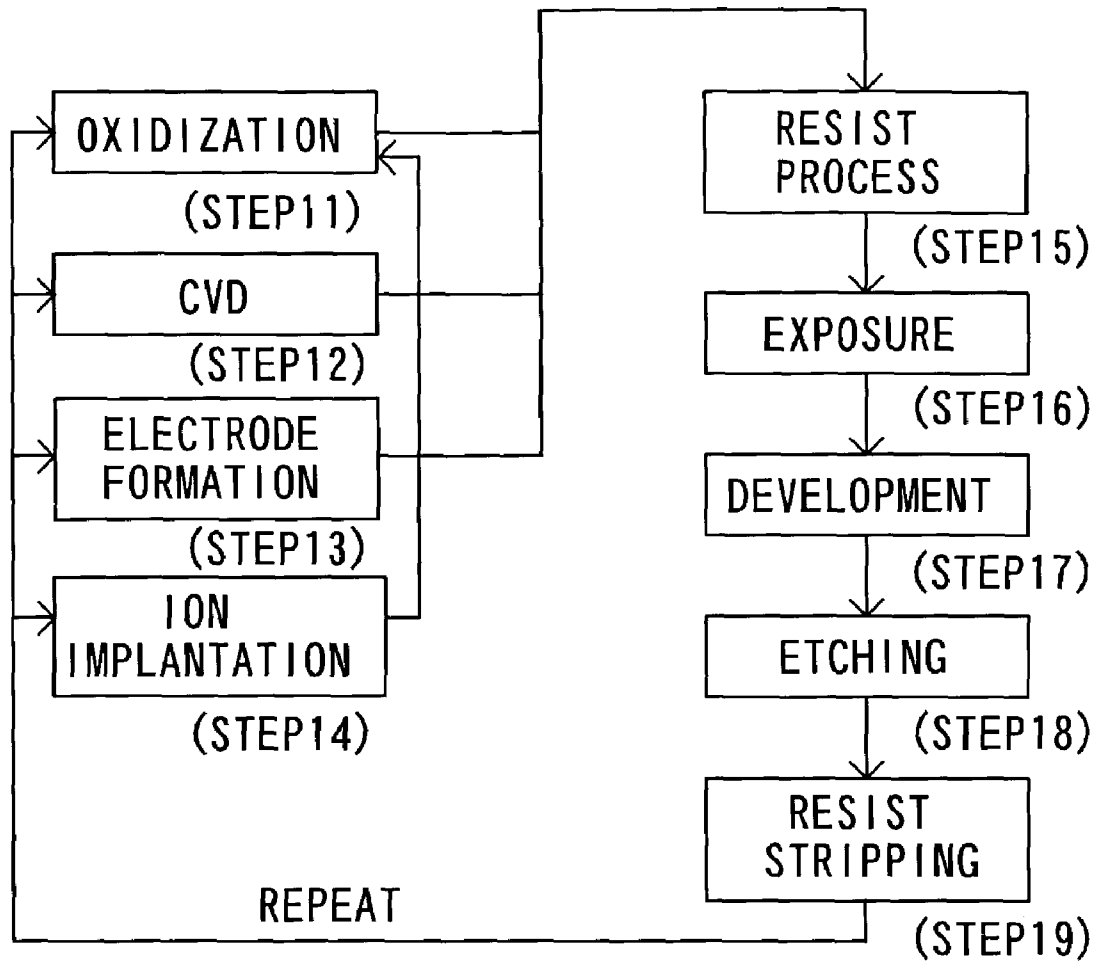 OXIDIZATION
(STEP11)
CVD
(STEP12)
ELECTRODE
FORMATION
(STEP13)
ION
IMPLANTATION
(STEP14)
RESIST
PROCESS
(STEP15)
EXPOSURE
(STEP16)
DEVELOPMENT
(STEP17)
ETCHING
(STEP18)
RESIST
STRIPPING
(STEP19)
REPEAT